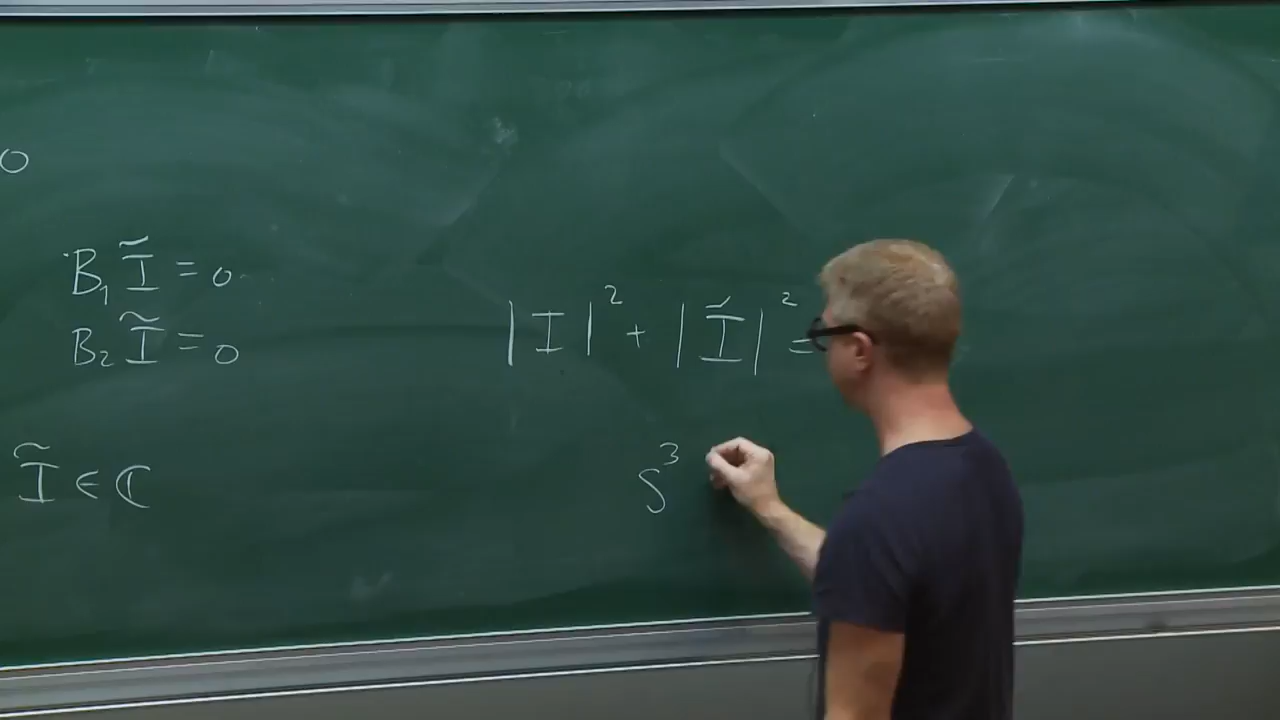 0
B₁ Ĩ = 0
B₂ Ĩ = 0
|I|² + |Ĩ|² =
Ĩ ∈ ℂ
S³